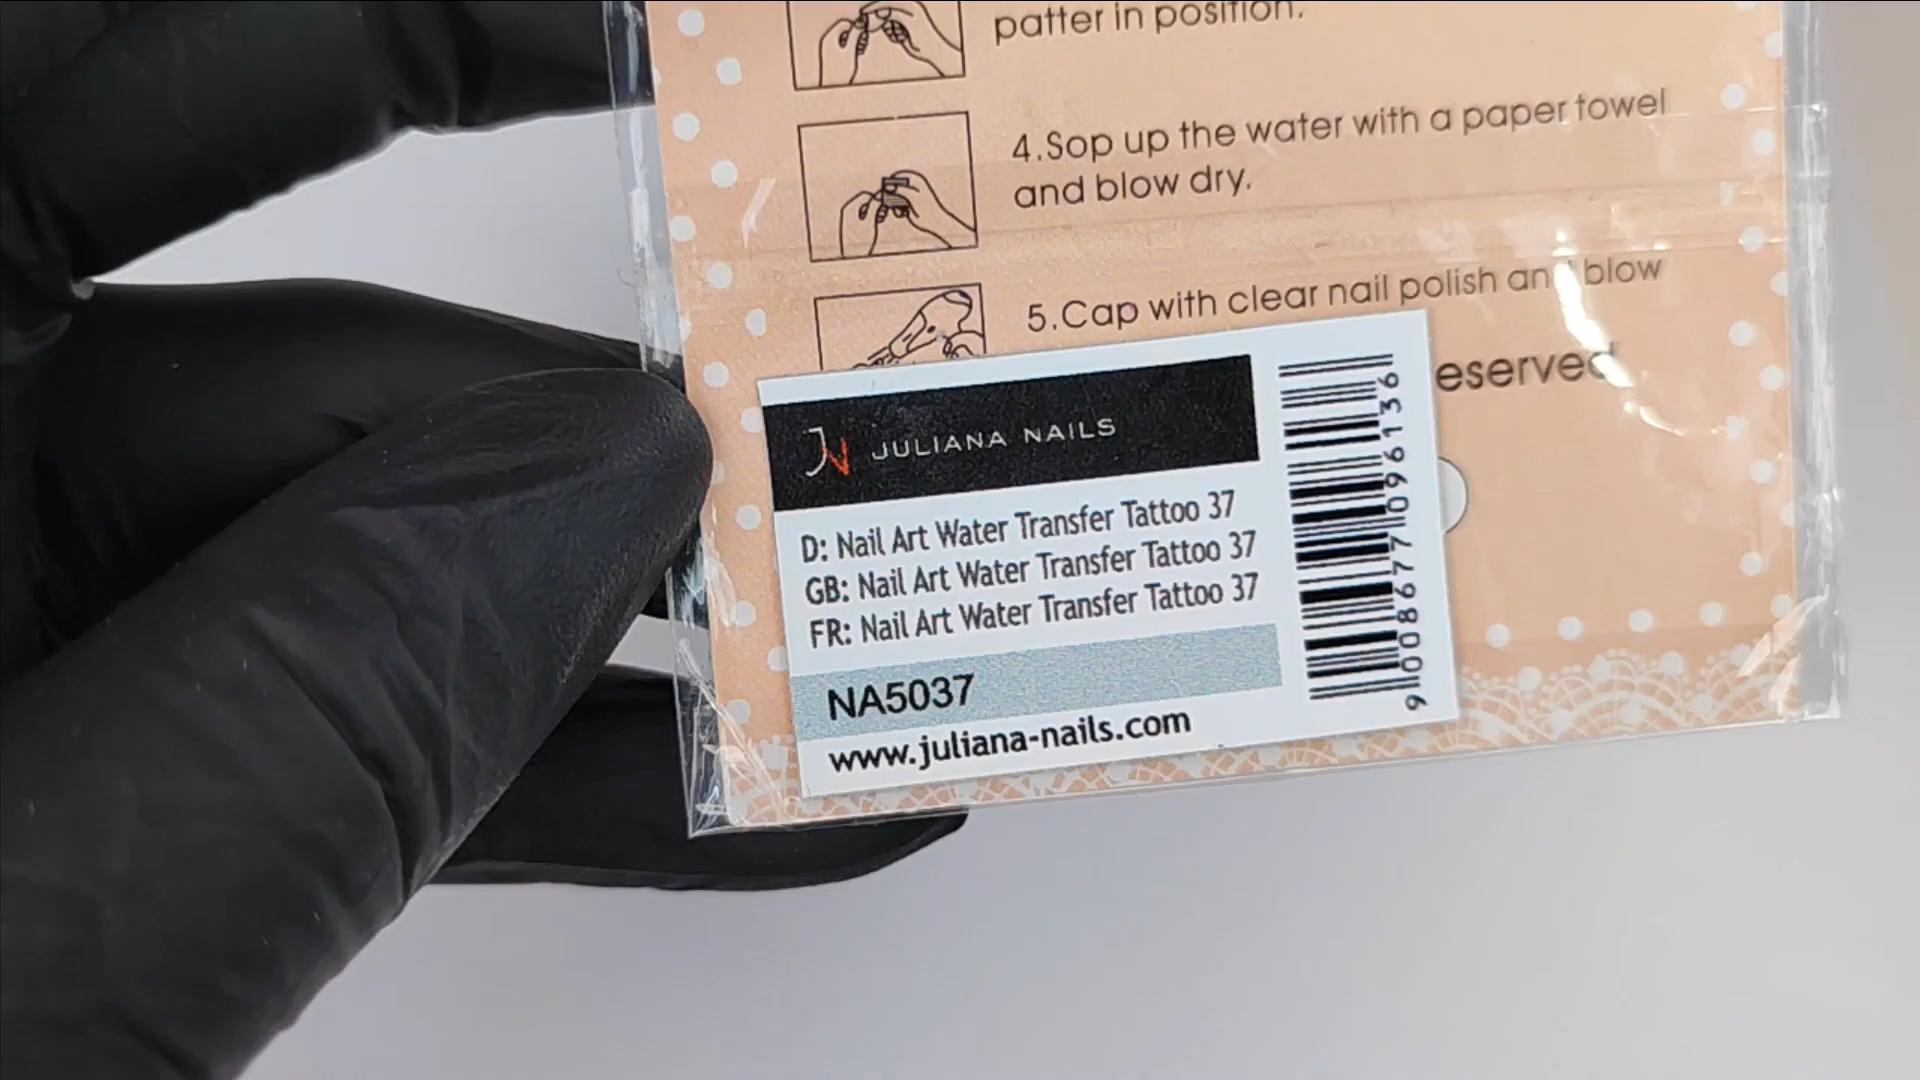 patter in position.
4.Sop up the water with a paper towel
and blow dry.
5.Cap with clear nail polish and blow
eserved
JN JULIANA NAILS
D: Nail Art Water Transfer Tattoo 37
GB: Nail Art Water Transfer Tattoo 37
FR: Nail Art Water Transfer Tattoo 37
NA5037
www.juliana-nails.com
9008677096136